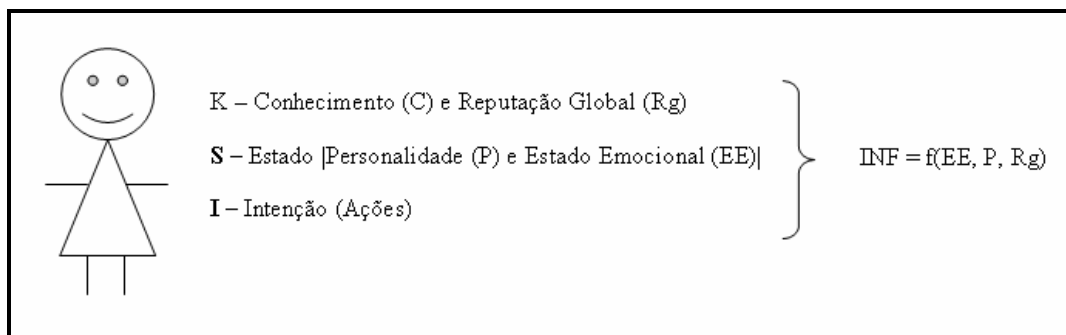 K – Conhecimento (C) e Reputação Global (Rg)
S – Estado |Personalidade (P) e Estado Emocional (EE)|
I – Intenção (Ações)
INF = f(EE, P, Rg)